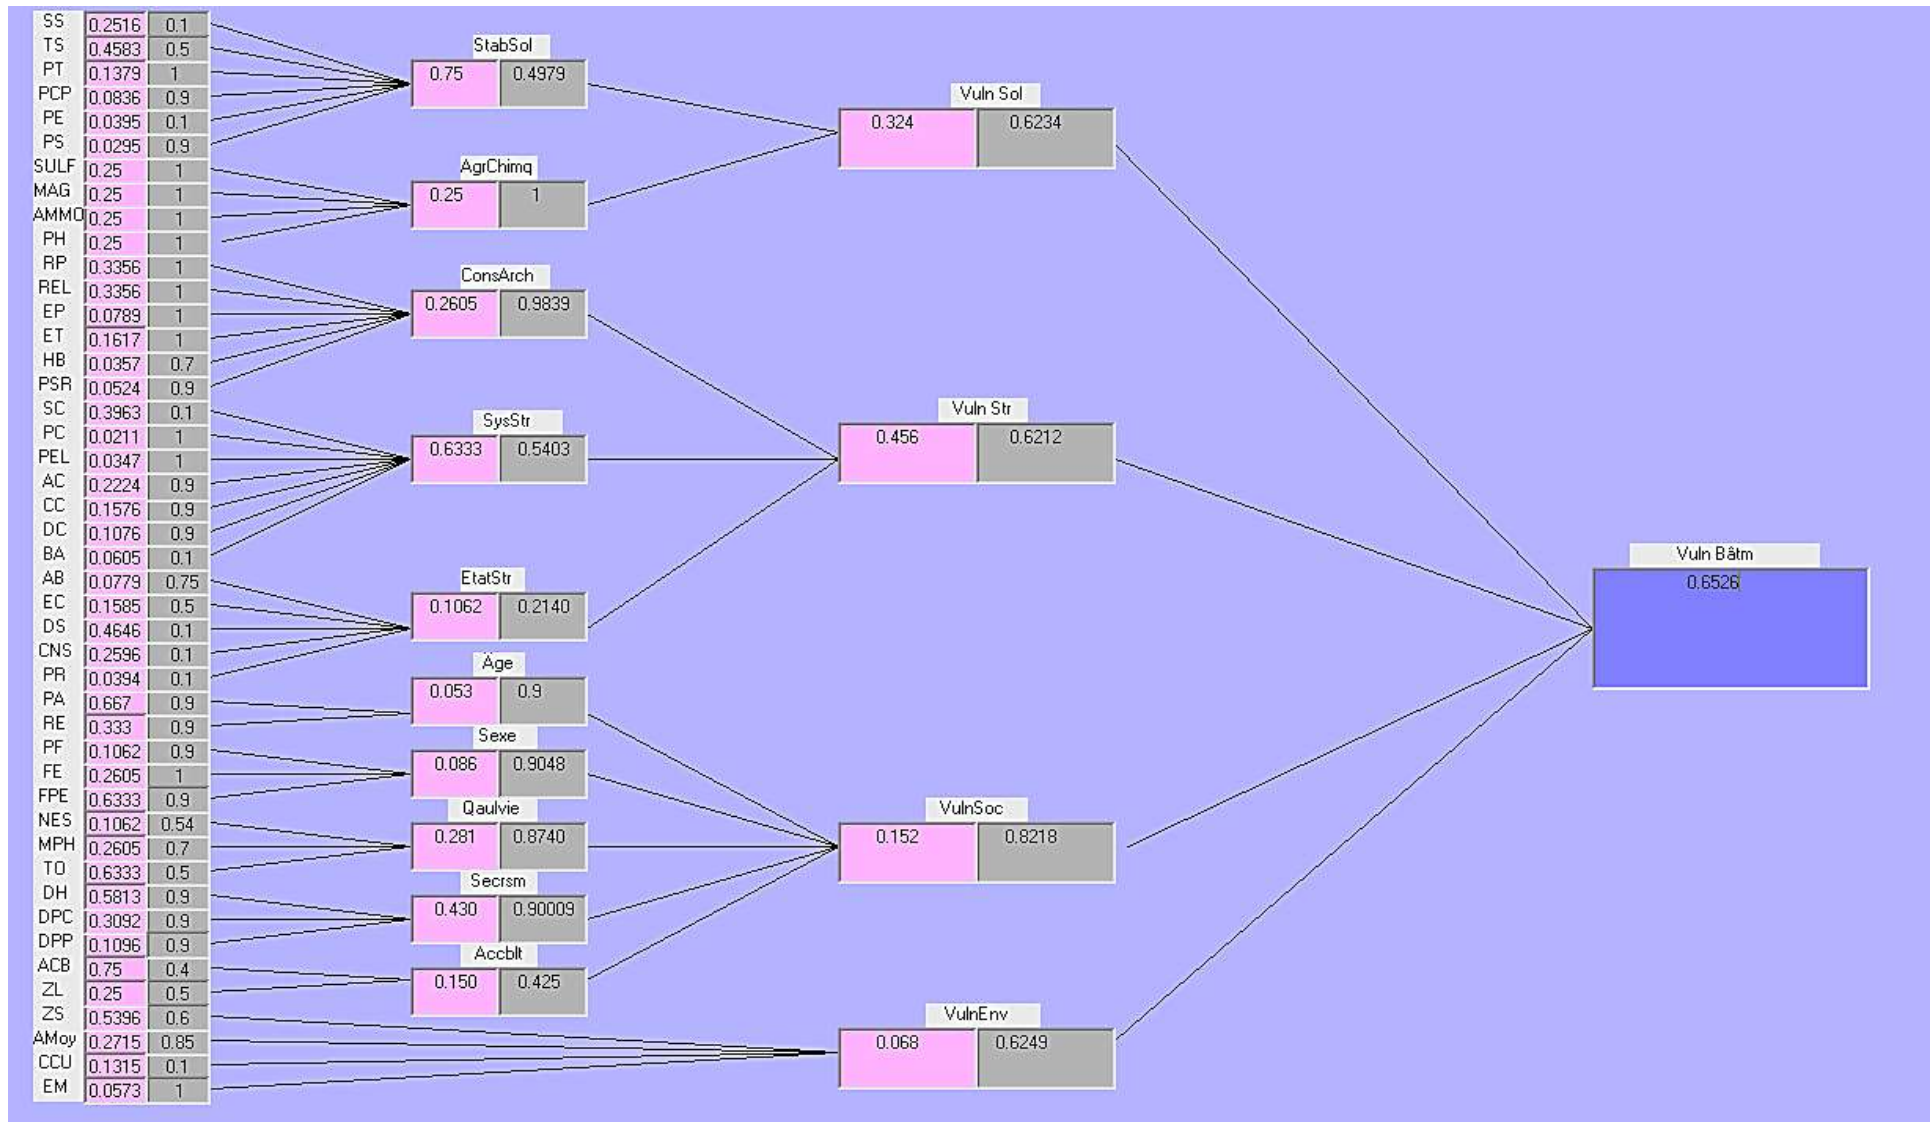 SS 0.2516 0.1
TS 0.4583 0.5
PT 0.1379 1
PCP 0.0836 0.9
PE 0.0395 0.1
PS 0.0295 0.9
SULF 0.25 1
MAG 0.25 1
AMMO 0.25 1
PH 0.25 1
RP 0.3356 1
REL 0.3356 1
EP 0.0789 1
ET 0.1617 1
HB 0.0357 0.7
PSR 0.0524 0.9
SC 0.3963 0.1
PC 0.0211 1
PEL 0.0347 1
AC 0.2224 0.9
CC 0.1576 0.9
DC 0.1076 0.9
BA 0.0605 0.1
AB 0.0779 0.75
EC 0.1585 0.5
DS 0.4646 0.1
CNS 0.2596 0.1
PR 0.0394 0.1
PA 0.667 0.9
RE 0.333 0.9
PF 0.1062 0.9
FE 0.2605 1
FPE 0.6333 0.9
NES 0.1062 0.54
MPH 0.2605 0.7
TO 0.6333 0.5
DH 0.5813 0.9
DPC 0.3092 0.9
DPP 0.1096 0.9
ACB 0.75 0.4
ZL 0.25 0.5
ZS 0.5396 0.6
AMoy 0.2715 0.85
CCU 0.1315 0.1
EM 0.0573 1
StabSol
0.75 0.4979
AgrChimq
0.25 1
ConsArch
0.2605 0.9839
SysStr
0.6333 0.5403
EtatStr
0.1062 0.2140
Äge
0.053 0.9
Sexe
0.086 0.9048
Qaulvie
0.281 0.8740
Secrsm
0.430 0.90009
Accblt
0.150 0.425
Vuln Sol
0.324 0.6234
Vuln Str
0.456 0.6212
VulnSoc
0.152 0.8218
VulnEnv
0.068 0.6249
Vuln Bâtm
0.6526